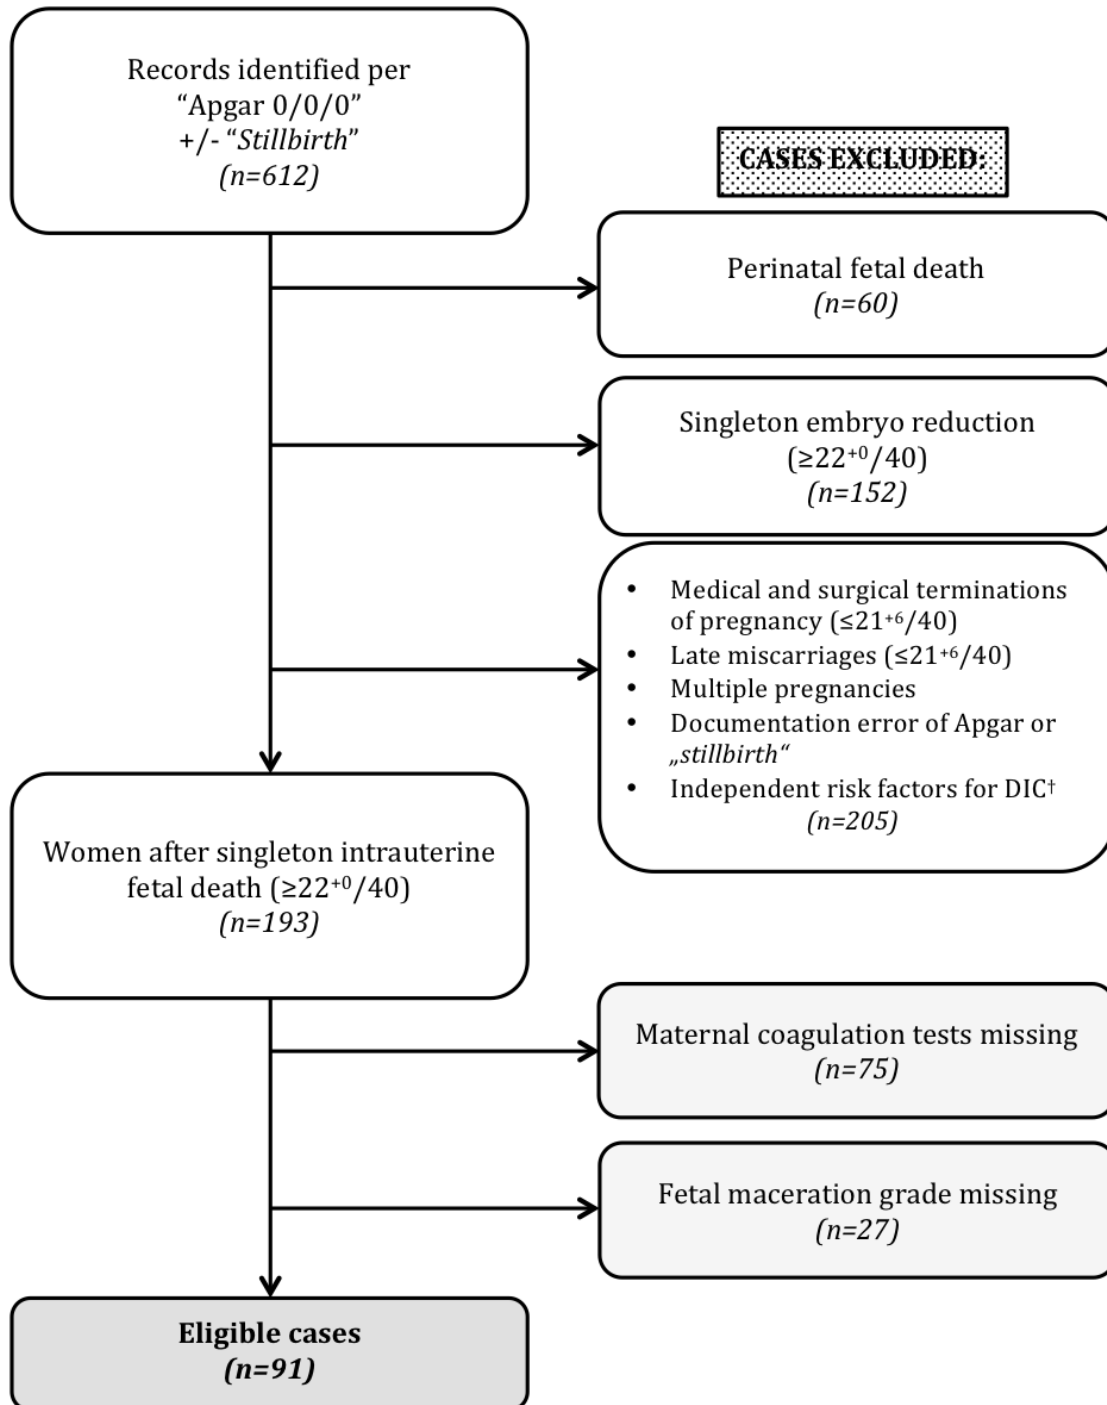 Records identified per
“Apgar 0/0/0”
+/- “Stillbirth”
(n=612)
CASES EXCLUDED:
Perinatal fetal death
(n=60)
Singleton embryo reduction
(≥22⁺⁰/40)
(n=152)
• Medical and surgical terminations
of pregnancy (≤21⁺⁶/40)
• Late miscarriages (≤21⁺⁶/40)
• Multiple pregnancies
• Documentation error of Apgar or
„stillbirth“
• Independent risk factors for DIC†
(n=205)
Women after singleton intrauterine
fetal death (≥22⁺⁰/40)
(n=193)
Maternal coagulation tests missing
(n=75)
Fetal maceration grade missing
(n=27)
Eligible cases
(n=91)